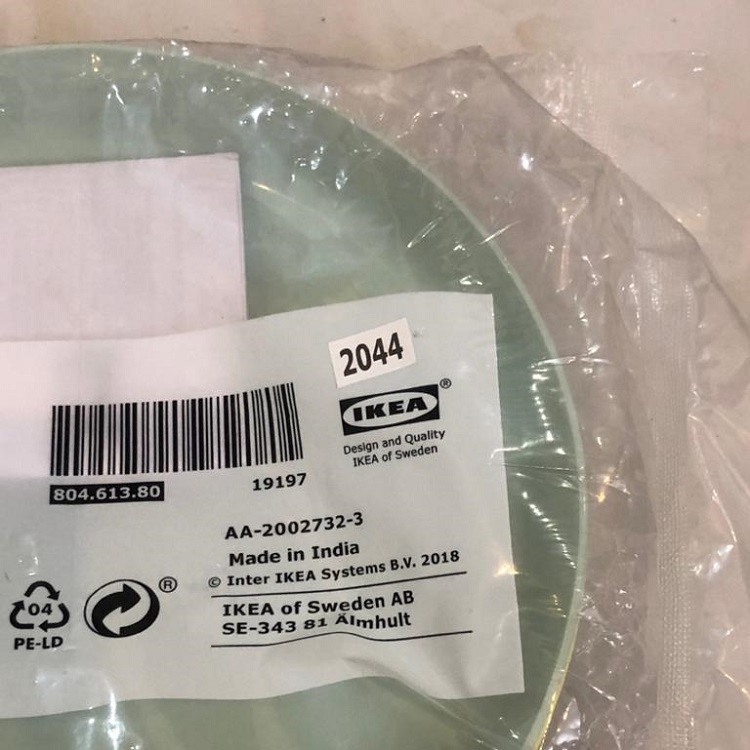 2044
IKEA®
Design and Quality
IKEA of Sweden
804.613.80
19197
AA-2002732-3
Made in India
© Inter IKEA Systems B.V. 2018
IKEA of Sweden AB
SE-343 81 Älmhult
04
PE-LD
®